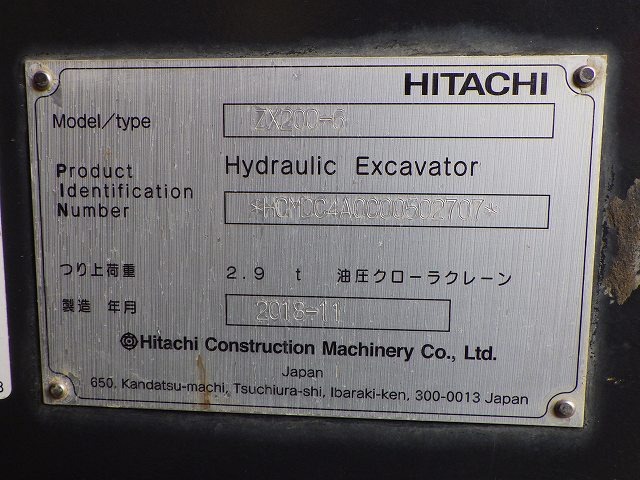 HITACHI
Model/type ZX200-6
Product Hydraulic Excavator
Identification
Number *HCMDC4ACC00502707*
つり上荷重 2.9 t 油圧クローラクレーン
製造 年月 2018-11
Hitachi Construction Machinery Co., Ltd.
Japan
650, Kandatsu-machi, Tsuchiura-shi, Ibaraki-ken, 300-0013 Japan